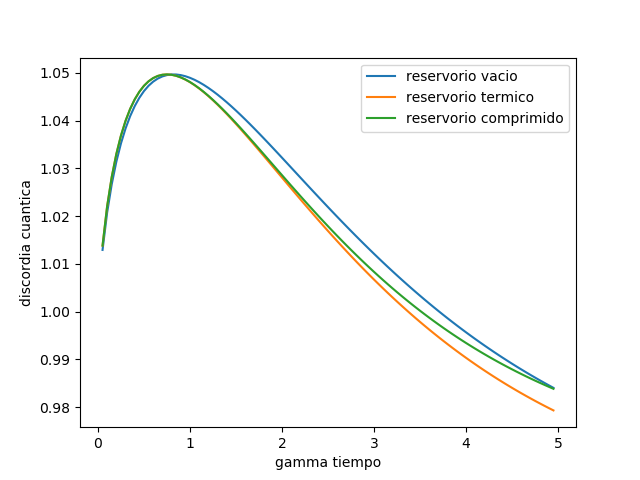 1.05
1.04
1.03
1.02
1.01
1.00
0.99
0.98
discordia cuantica
reservorio vacio
reservorio termico
reservorio comprimido
0 1 2 3 4 5
gamma tiempo